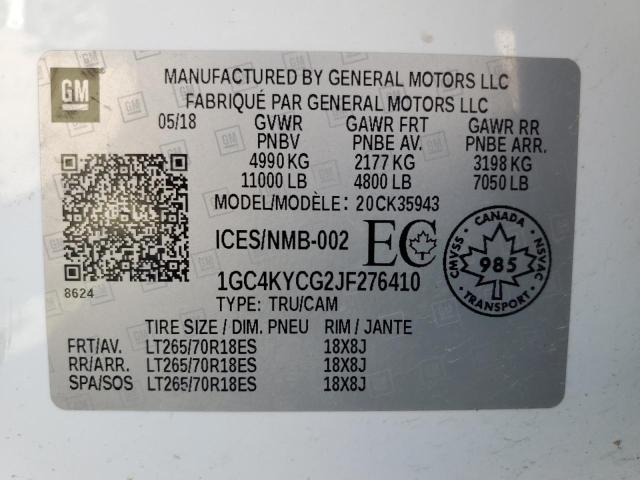 GM
MANUFACTURED BY GENERAL MOTORS LLC
FABRIQUÉ PAR GENERAL MOTORS LLC
05/18 GVWR GAWR FRT GAWR RR
PNBV PNBE AV. PNBE ARR.
4990 KG 2177 KG 3198 KG
11000 LB 4800 LB 7050 LB
MODEL/MODÈLE: 20CK35943
ICES/NMB-002 EC
CANADA
CMVSS 985 NSVAC
TRANSPORT
8624
1GC4KYCG2JF276410
TYPE: TRU/CAM
TIRE SIZE / DIM. PNEU RIM / JANTE
FRT/AV. LT265/70R18ES 18X8J
RR/ARR. LT265/70R18ES 18X8J
SPA/SOS LT265/70R18ES 18X8J